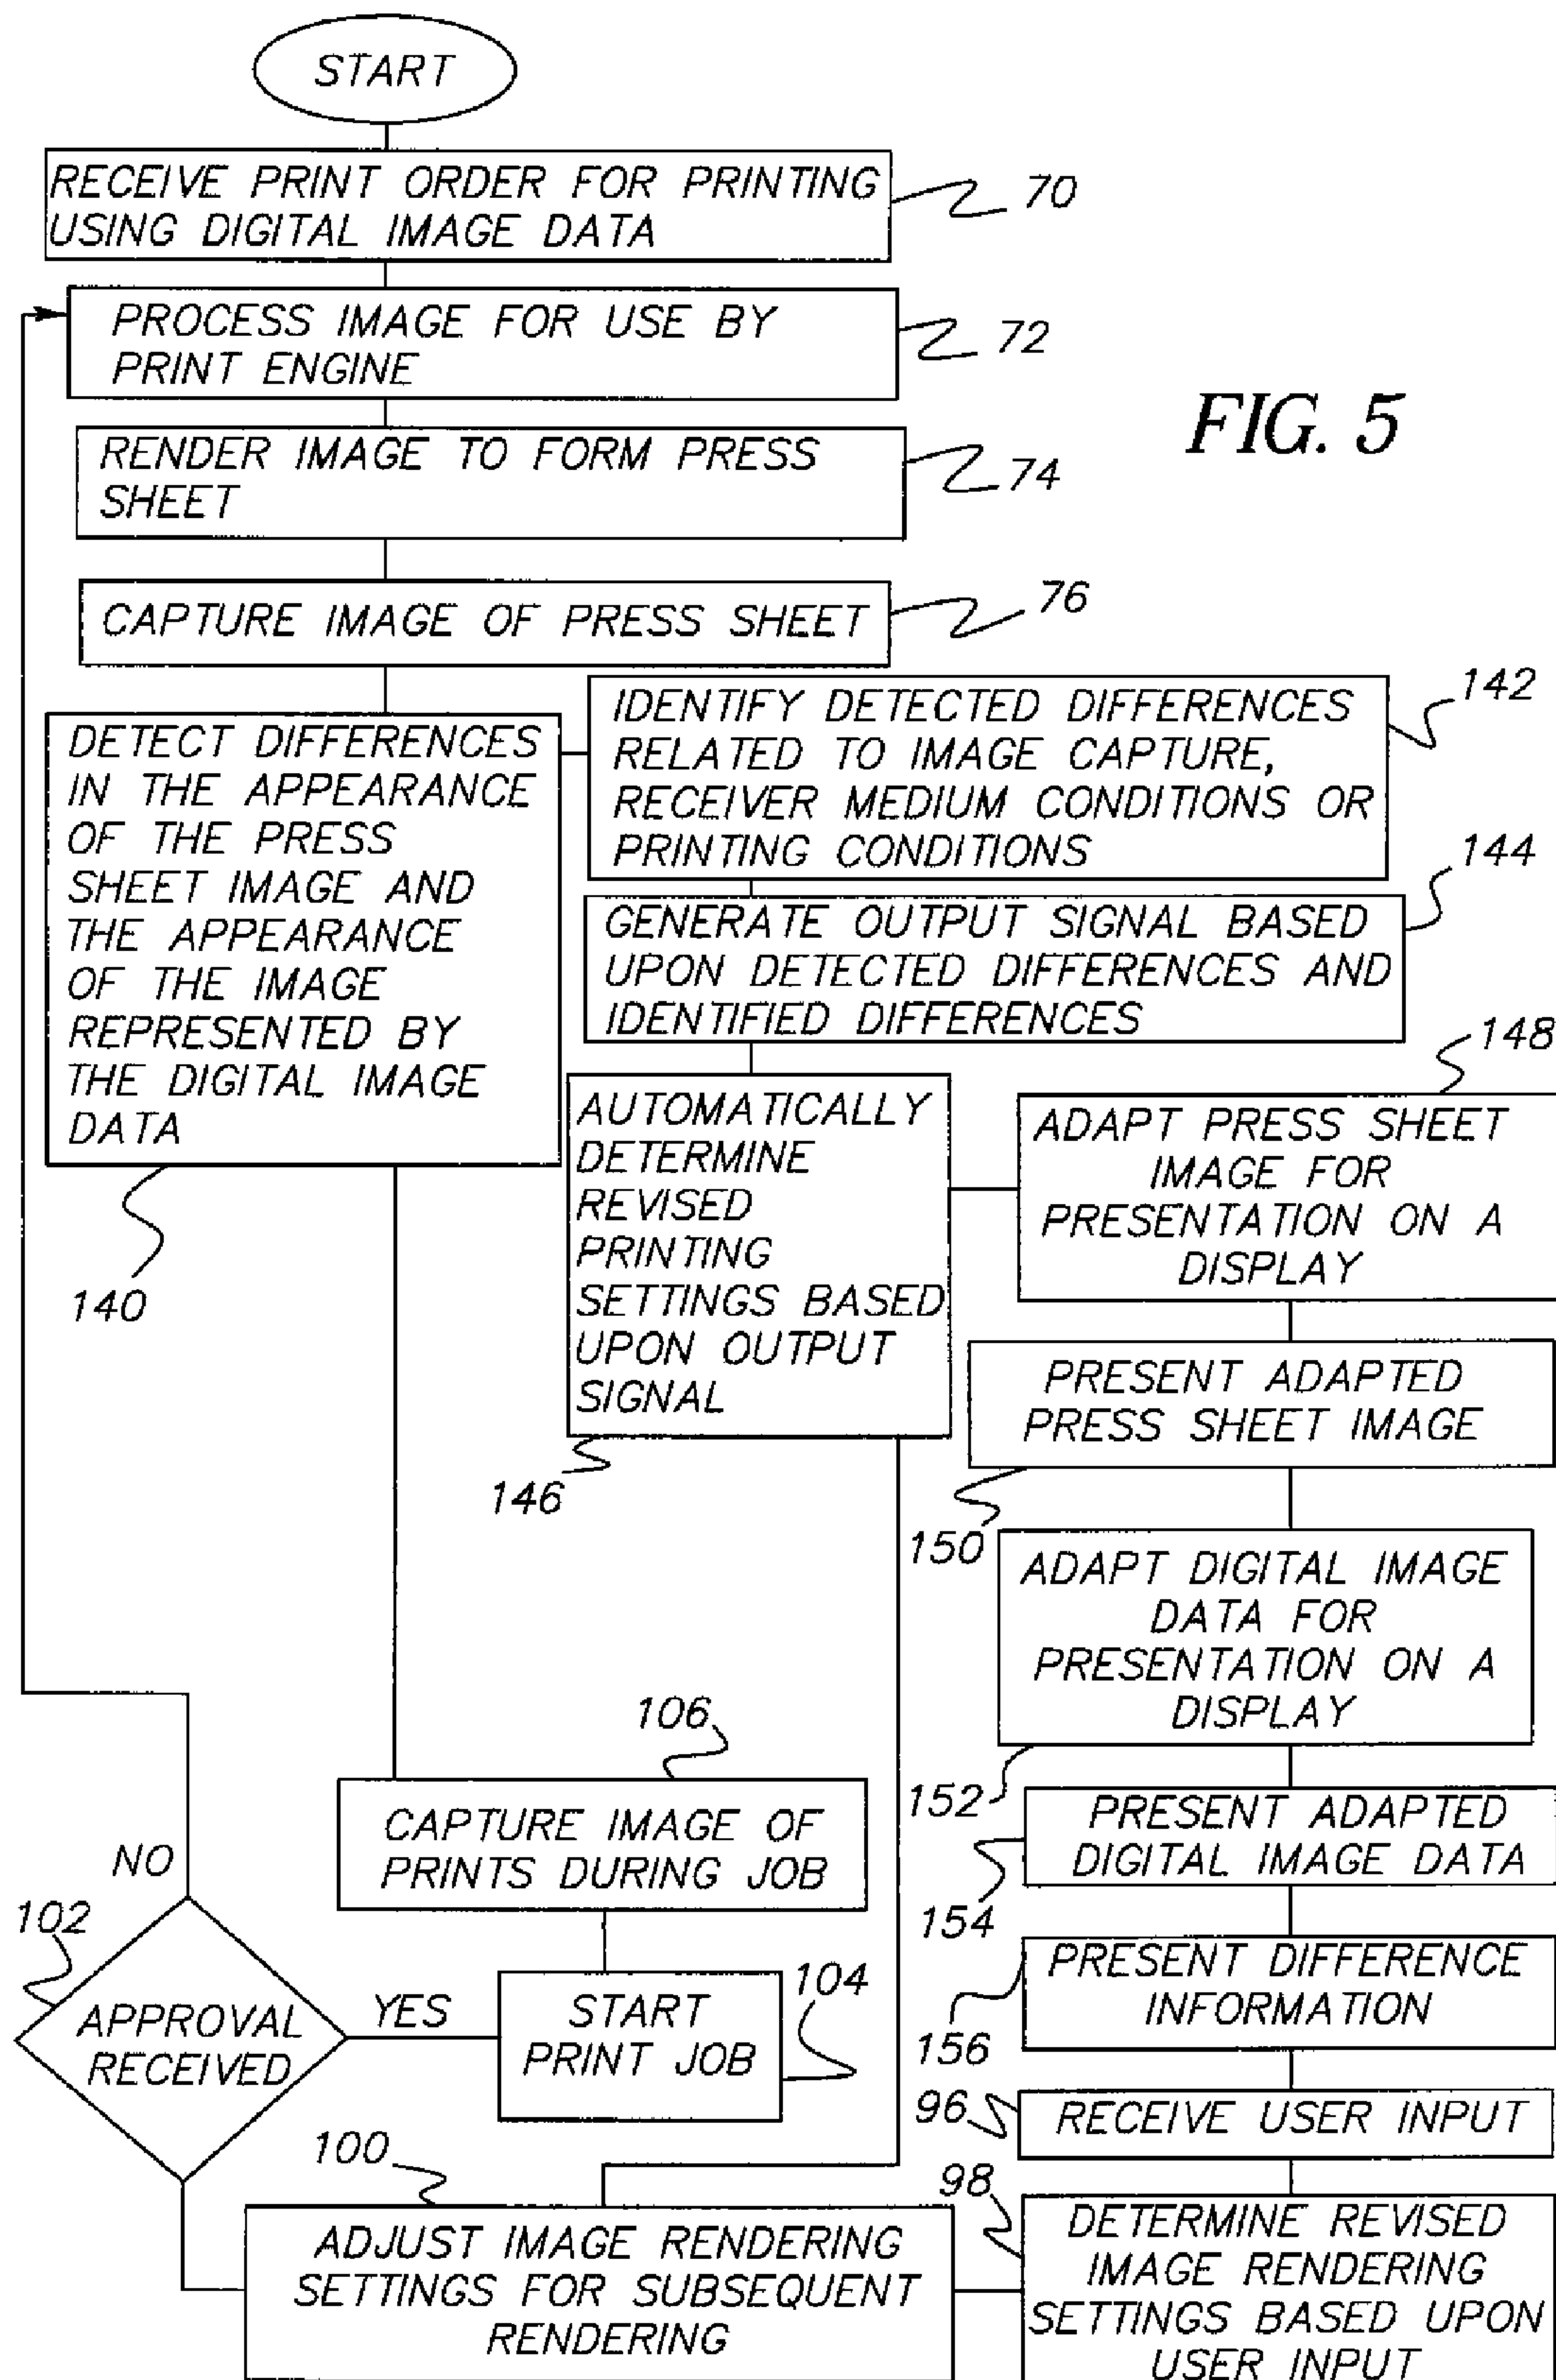 START
RECEIVE PRINT ORDER FOR PRINTING
USING DIGITAL IMAGE DATA
70
PROCESS IMAGE FOR USE BY
PRINT ENGINE
72
FIG. 5
RENDER IMAGE TO FORM PRESS
SHEET
74
CAPTURE IMAGE OF PRESS SHEET
76
DETECT DIFFERENCES
IN THE APPEARANCE
OF THE PRESS
SHEET IMAGE AND
THE APPEARANCE
OF THE IMAGE
REPRESENTED BY
THE DIGITAL IMAGE
DATA
140
IDENTIFY DETECTED DIFFERENCES
RELATED TO IMAGE CAPTURE,
RECEIVER MEDIUM CONDITIONS OR
PRINTING CONDITIONS
142
GENERATE OUTPUT SIGNAL BASED
UPON DETECTED DIFFERENCES AND
IDENTIFIED DIFFERENCES
144
AUTOMATICALLY
DETERMINE
REVISED
PRINTING
SETTINGS BASED
UPON OUTPUT
SIGNAL
146
148
ADAPT PRESS SHEET
IMAGE FOR
PRESENTATION ON A
DISPLAY
PRESENT ADAPTED
PRESS SHEET IMAGE
150
ADAPT DIGITAL IMAGE
DATA FOR
PRESENTATION ON A
DISPLAY
152
PRESENT ADAPTED
DIGITAL IMAGE DATA
154
PRESENT DIFFERENCE
INFORMATION
156
RECEIVE USER INPUT
96
DETERMINE REVISED
IMAGE RENDERING
SETTINGS BASED UPON
USER INPUT
98
100
ADJUST IMAGE RENDERING
SETTINGS FOR SUBSEQUENT
RENDERING
102
APPROVAL
RECEIVED
NO
YES
START
PRINT JOB
104
106
CAPTURE IMAGE OF
PRINTS DURING JOB